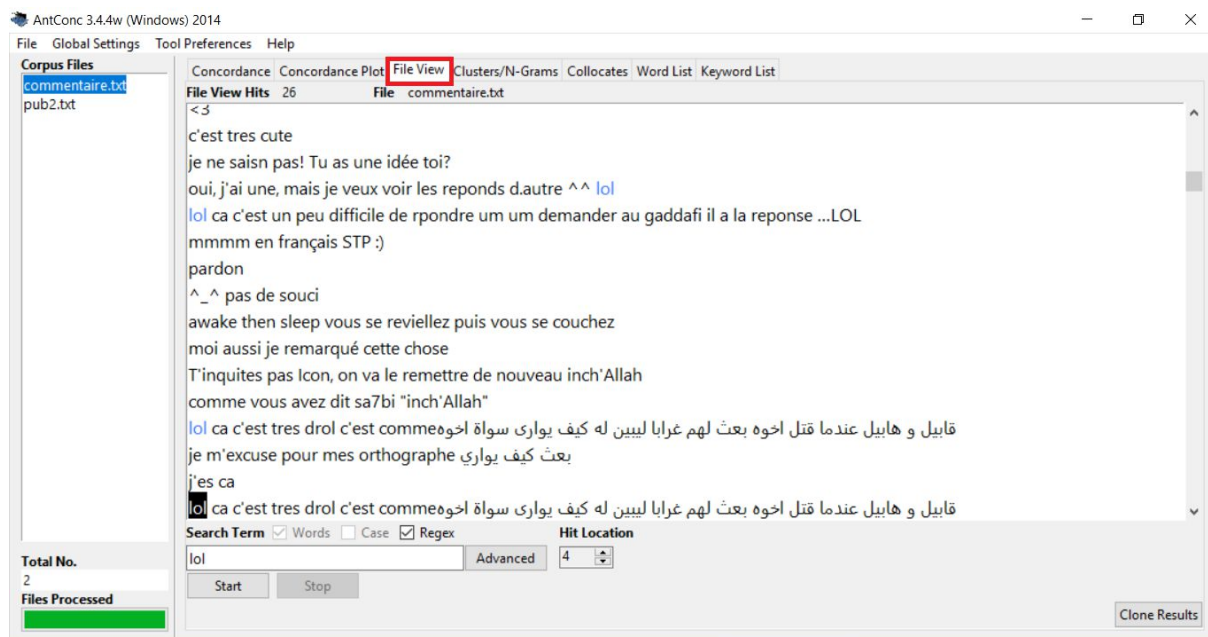 AntConc 3.4.4w (Windows) 2014
File Global Settings Tool Preferences Help
Corpus Files
commentaire.txt
pub2.txt
Concordance Concordance Plot File View Clusters/N-Grams Collocates Word List Keyword List
File View Hits 26 File commentaire.txt
<3
c'est tres cute
je ne saisn pas! Tu as une idée toi?
oui, j'ai une, mais je veux voir les reponds d.autre ^^ lol
lol ca c'est un peu difficile de rpondre um um demander au gaddafi il a la reponse ...LOL
mmmm en français STP :)
pardon
^_^ pas de souci
awake then sleep vous se reviellez puis vous se couchez
moi aussi je remarqué cette chose
T'inquites pas Icon, on va le remettre de nouveau inch'Allah
comme vous avez dit sa7bi "inch'Allah"
lol ca c'est tres drol c'est commeقابيل و هابيل عندما قتل اخوه بعث لهم غرابا ليبين له كيف يوارى سواة اخوه
je m'excuse pour mes orthographe بعث كيف يواري
j'es ca
lol ca c'est tres drol c'est commeقابيل و هابيل عندما قتل اخوه بعث لهم غرابا ليبين له كيف يوارى سواة اخوه
Search Term Words Case Regex Hit Location
lol Advanced 4
Start Stop
Total No.
2
Files Processed
Clone Results